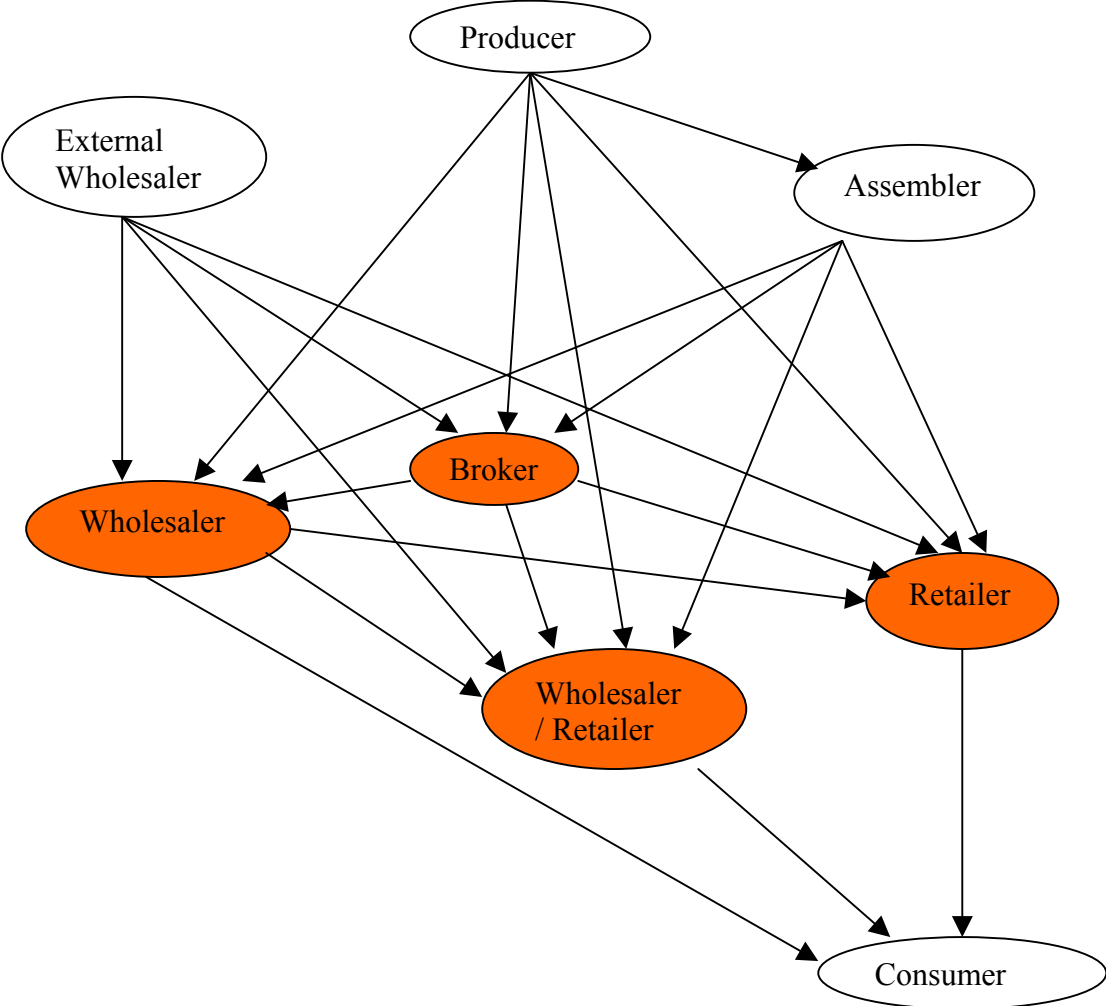 Producer
External
Wholesaler
Assembler
Broker
Wholesaler
Retailer
Wholesaler
/ Retailer
Consumer